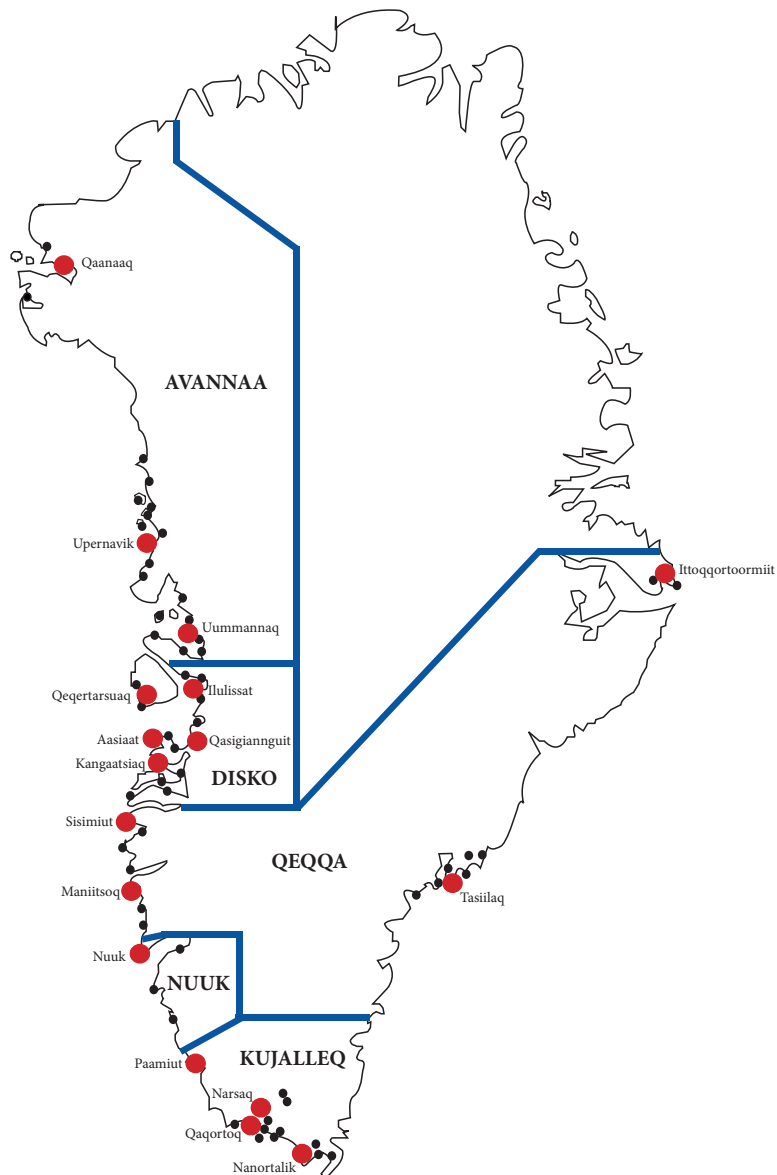 Qaanaaq
AVANNAA
Upernavik
Ittoqqortoormiit
Uummannaq
Qeqertarsuaq
Ilulissat
Aasiaat
Qasigiannguit
Kangaatsiaq
DISKO
Sisimiut
QEQQA
Maniitsoq
Tasiilaq
Nuuk
NUUK
Paamiut
KUJALLEQ
Narsaq
Qaqortoq
Nanortalik